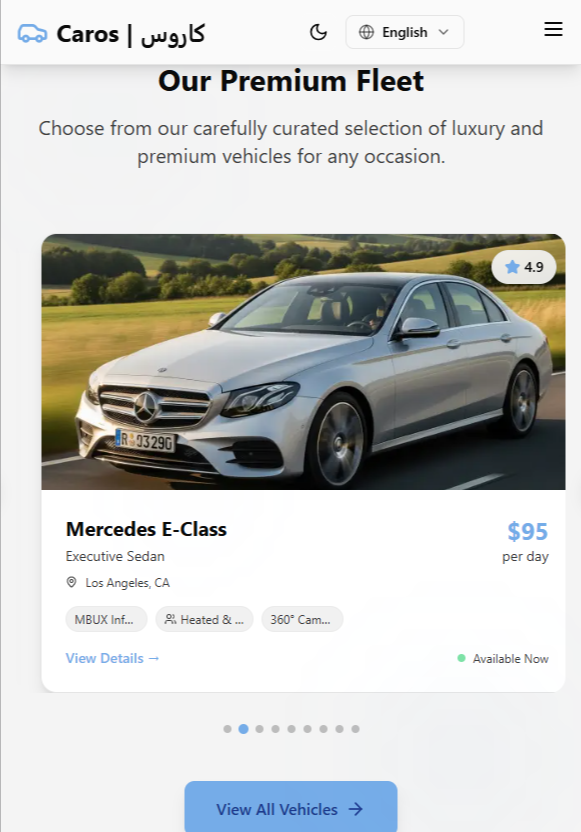 Caros | كاروس
English
Our Premium Fleet
Choose from our carefully curated selection of luxury and
premium vehicles for any occasion.
4.9
R 03290
Mercedes E-Class
$95
Executive Sedan
per day
Los Angeles, CA
MBUX Inf...
Heated & ...
360° Cam...
View Details →
Available Now
View All Vehicles →